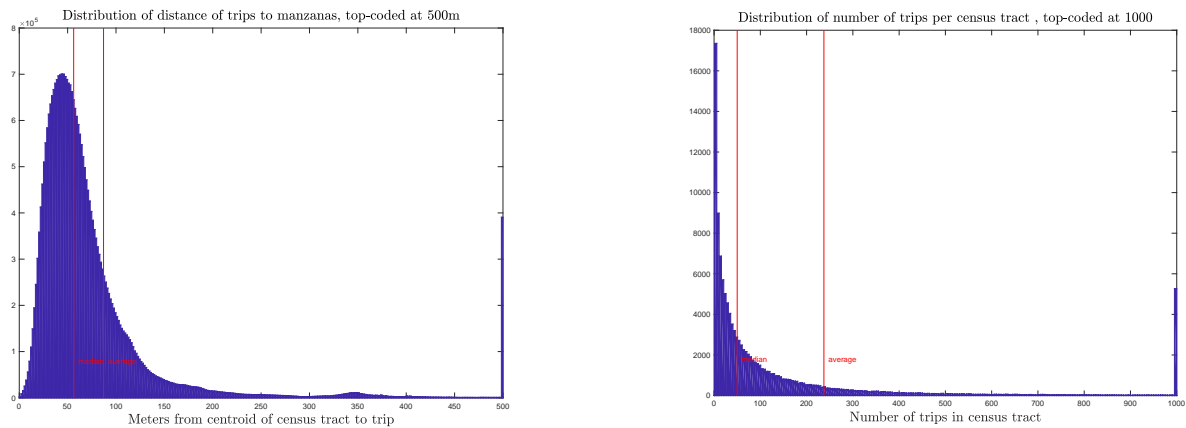 Distribution of distance of trips to manzanas, top-coded at 500m
×10^5
8
7
6
5
4
3
2
1
0
median average
0 50 100 150 200 250 300 350 400 450 500
Meters from centroid of census tract to trip
Distribution of number of trips per census tract , top-coded at 1000
18000
16000
14000
12000
10000
8000
6000
4000
2000
0
median average
0 100 200 300 400 500 600 700 800 900 1000
Number of trips in census tract